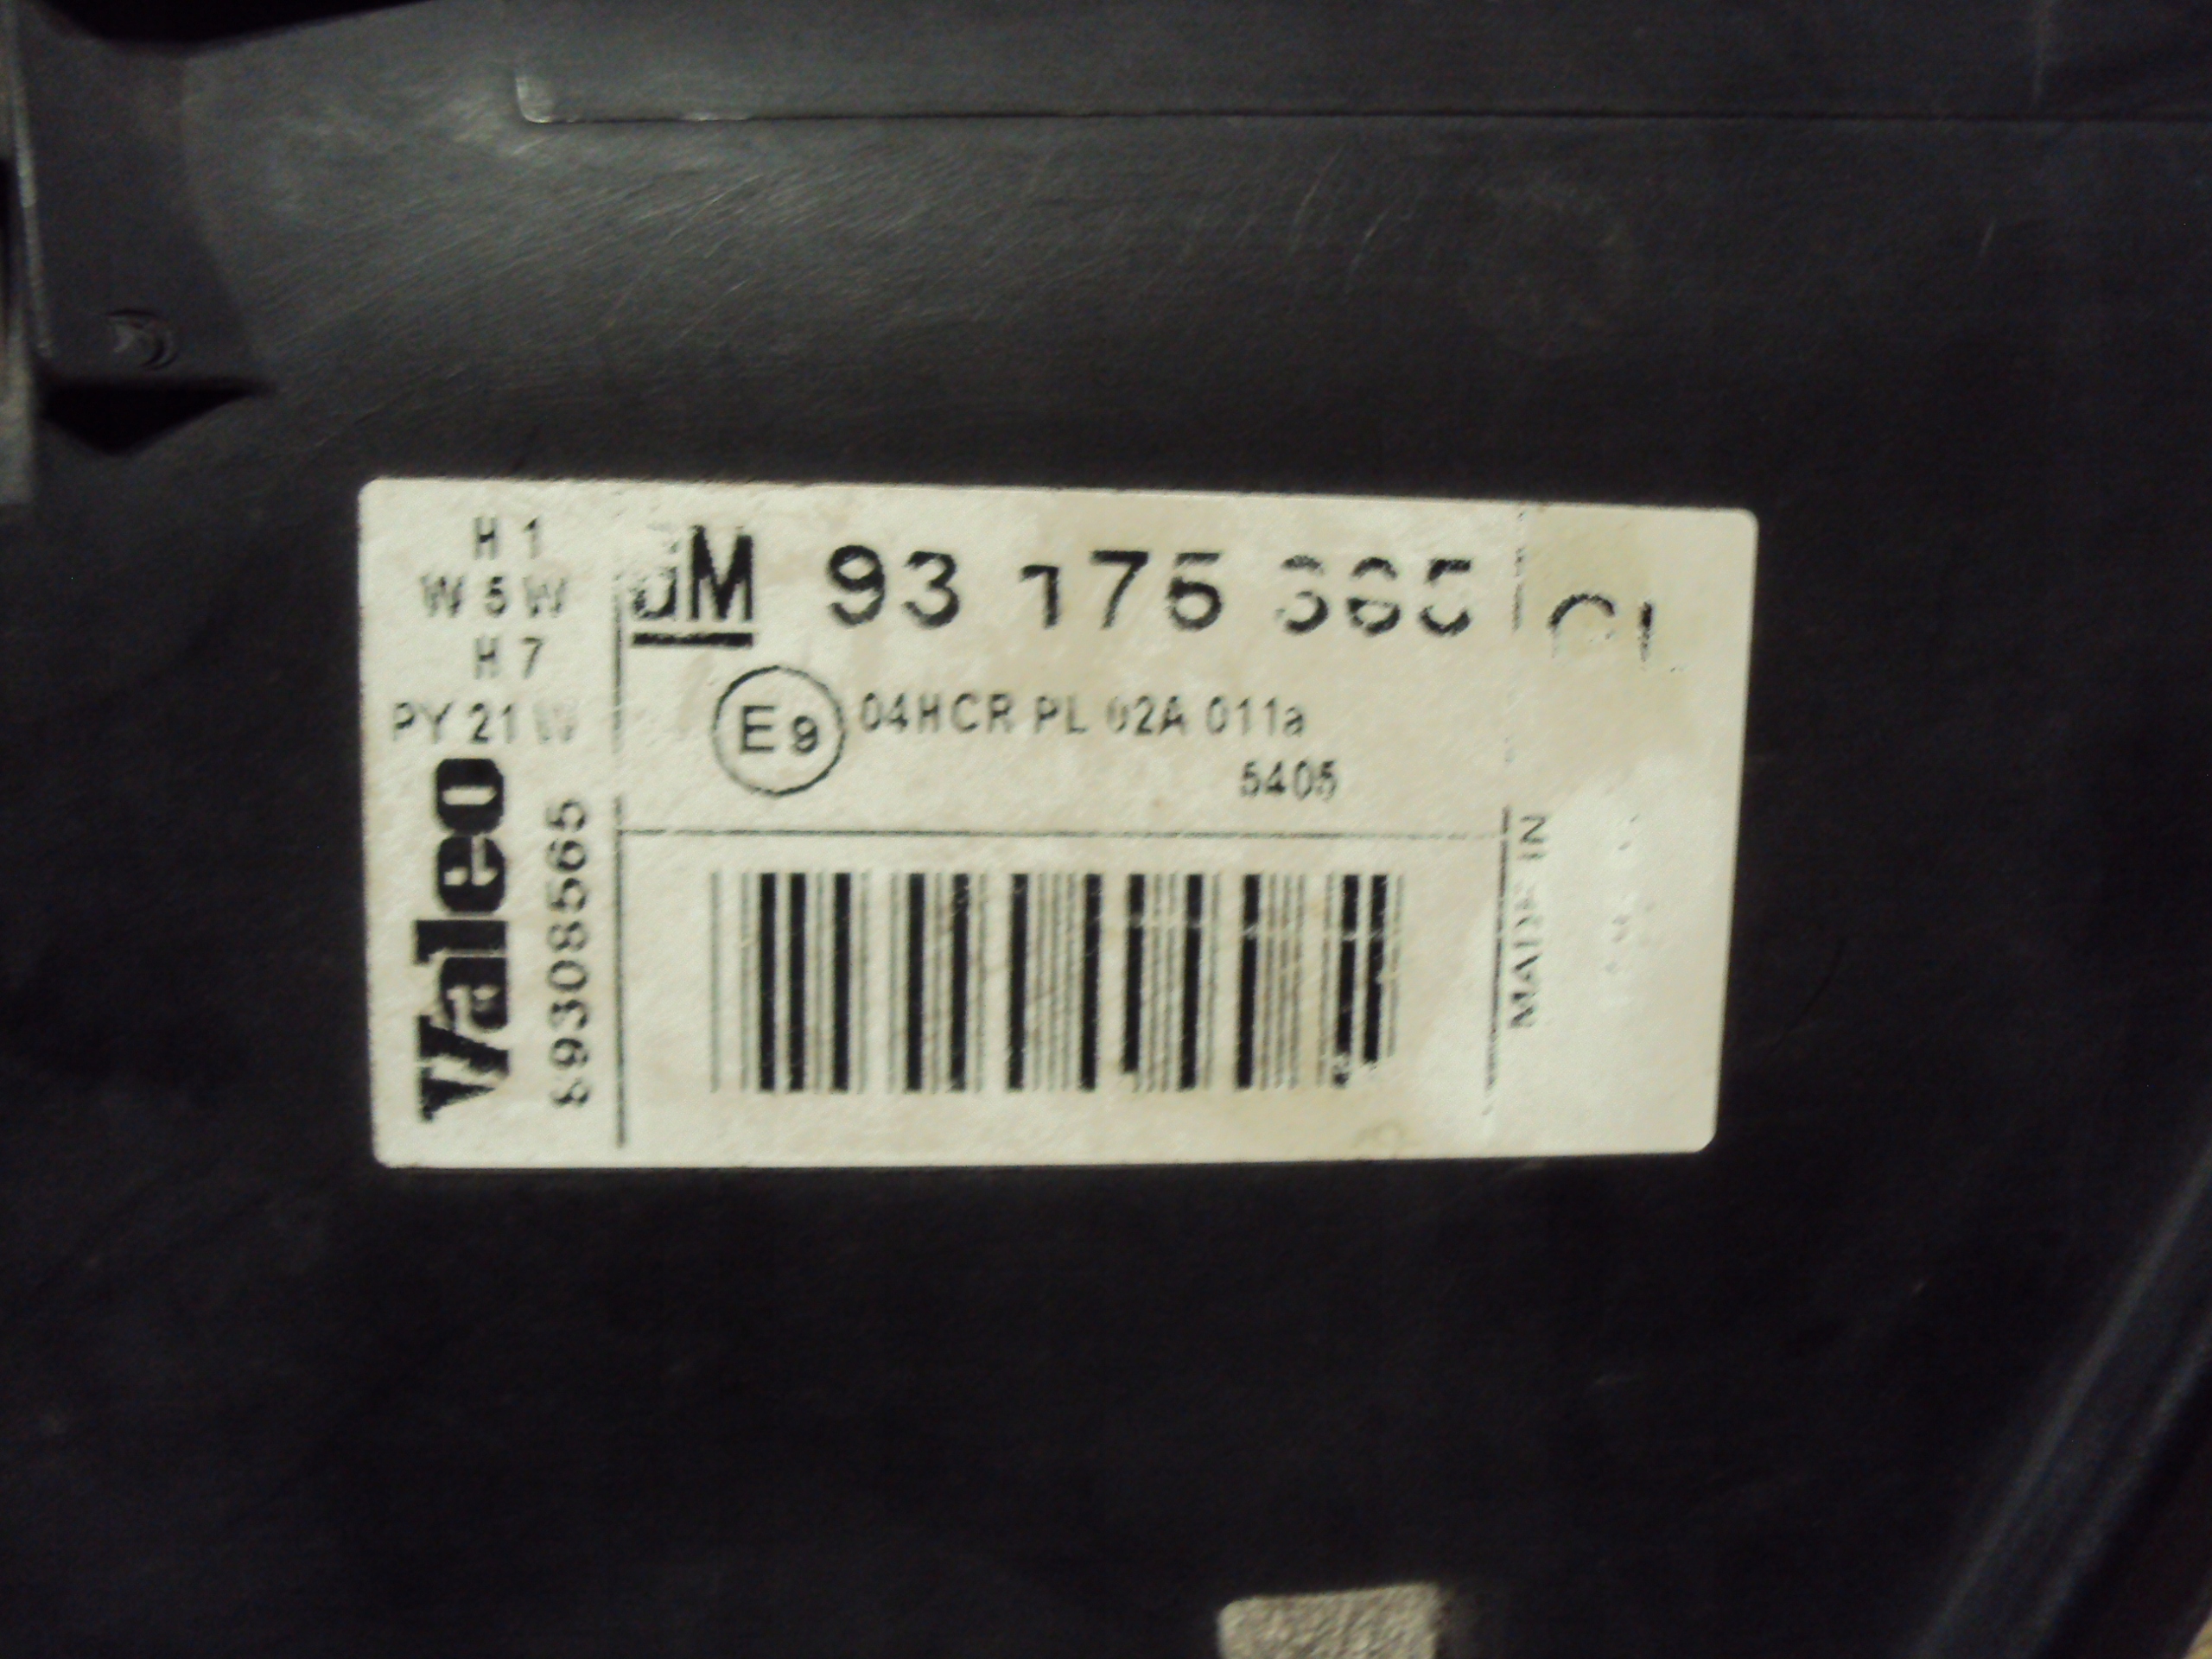 H 1
W 5 W
H 7
PY 21 W
Valeo
89308565
GM 93 175 365
E9 04HCR PL 02A 011a
5405
MADE IN